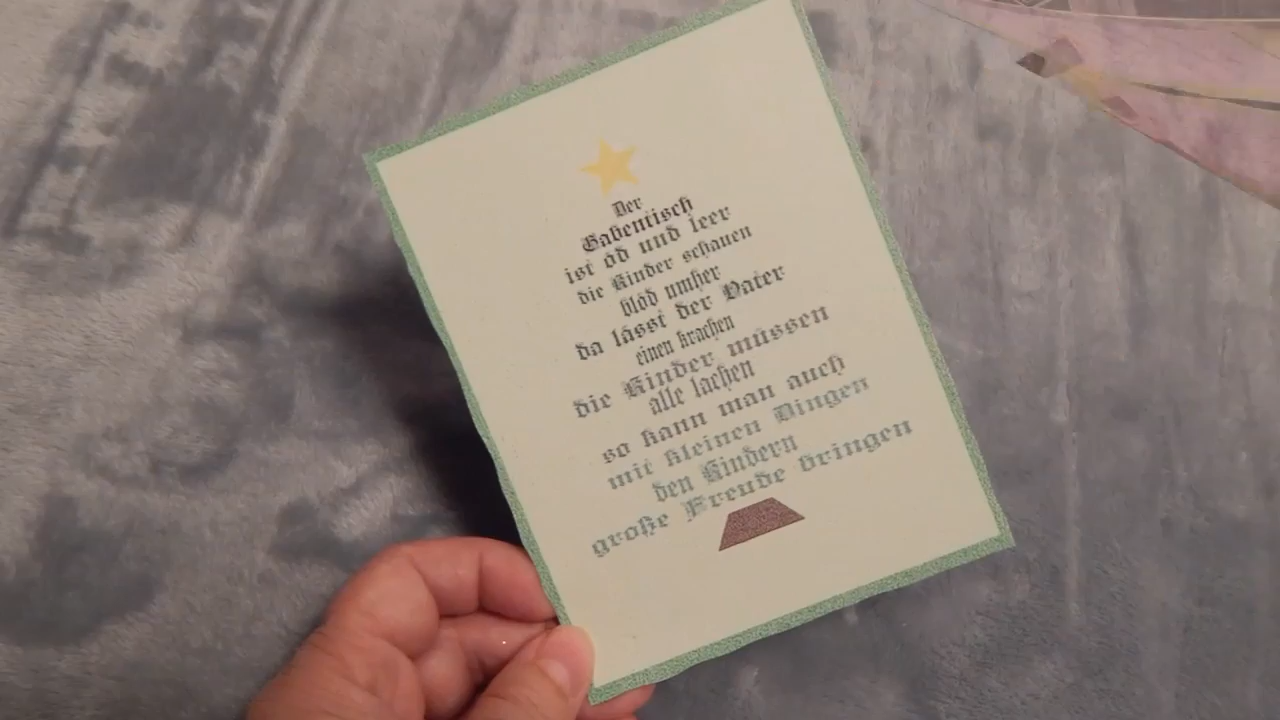 Der
Gabentisch
ist öd und leer
die Kinder schauen
blöd umher
da lässt der Vater
einen krachen
die Kinder müssen
alle lachen
so kann man auch
mit kleinen Dingen
den Kindern
große Freude bringen